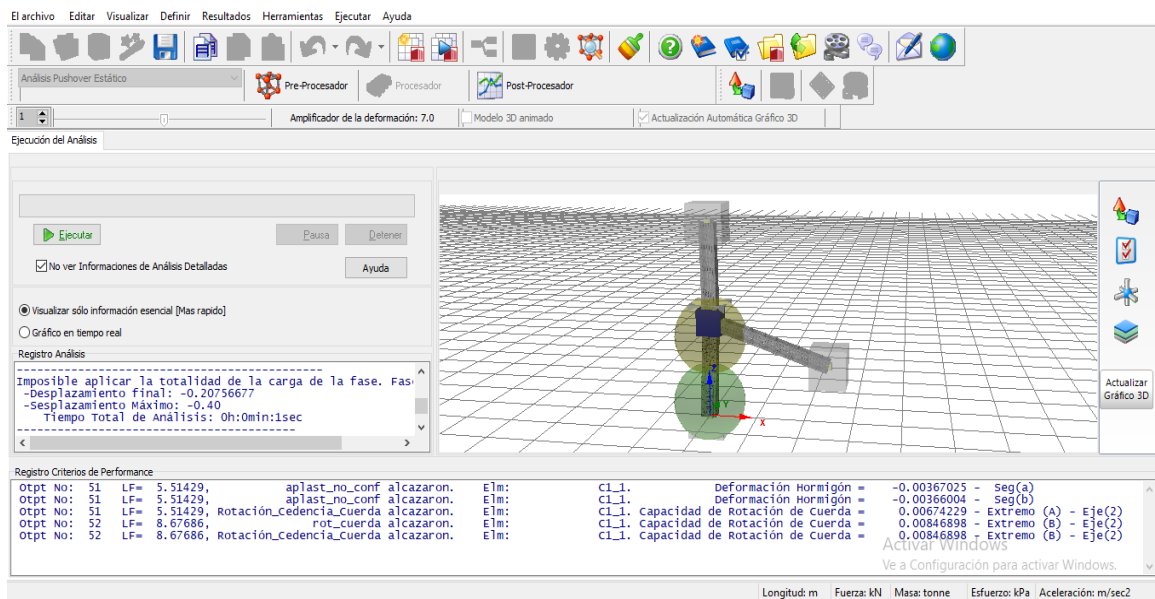 El archivo Editar Visualizar Definir Resultados Herramientas Ejecutar Ayuda
Análisis Pushover Estático
Pre-Procesador
Procesador
Post-Procesador
1
Amplificador de la deformación: 7.0
Modelo 3D animado
Actualización Automática Gráfico 3D
Ejecución del Análisis
Ejecutar
Pausa
Detener
No ver Informaciones de Análisis Detalladas
Ayuda
Visualizar sólo información esencial [Mas rapido]
Gráfico en tiempo real
Registro Análisis
Imposible aplicar la totalidad de la carga de la fase.
-Desplazamiento final: -0.20756677
-Sesplazamiento Máximo: -0.40
Tiempo Total de Análisis: 0h:0min:1sec
Z
Y
X
Actualizar
Gráfico 3D
Registro Criterios de Performance
Otpt No: 51 LF= 5.51429, aplast_no_conf alcazaron. Elm: C1_1. Deformación Hormigón = -0.00367025 - Seg(a)
Otpt No: 51 LF= 5.51429, aplast_no_conf alcazaron. Elm: C1_1. Deformación Hormigón = -0.00366004 - Seg(b)
Otpt No: 51 LF= 5.51429, Rotación_Cedencia_Cuerda alcazaron. Elm: C1_1. Capacidad de Rotación de Cuerda = 0.00674229 - Extremo (A) - Eje(2)
Otpt No: 52 LF= 8.67686, rot_cuerda alcazaron. Elm: C1_1. Capacidad de Rotación de Cuerda = 0.00846898 - Extremo (B) - Eje(2)
Otpt No: 52 LF= 8.67686, Rotación_Cedencia_Cuerda alcazaron. Elm: C1_1. Capacidad de Rotación de Cuerda = 0.00846898 - Extremo (B) - Eje(2)
Activar Windows
Ve a Configuración para activar Windows.
Longitud: m Fuerza: kN Masa: tonne Esfuerzo: kPa Aceleración: m/sec2